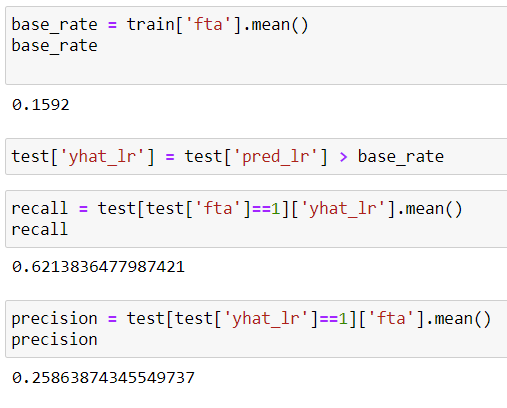 base_rate = train['fta'].mean()
base_rate
0.1592
test['yhat_lr'] = test['pred_lr'] > base_rate
recall = test[test['fta']==1]['yhat_lr'].mean()
recall
0.6213836477987421
precision = test[test['yhat_lr']==1]['fta'].mean()
precision
0.25863874345549737